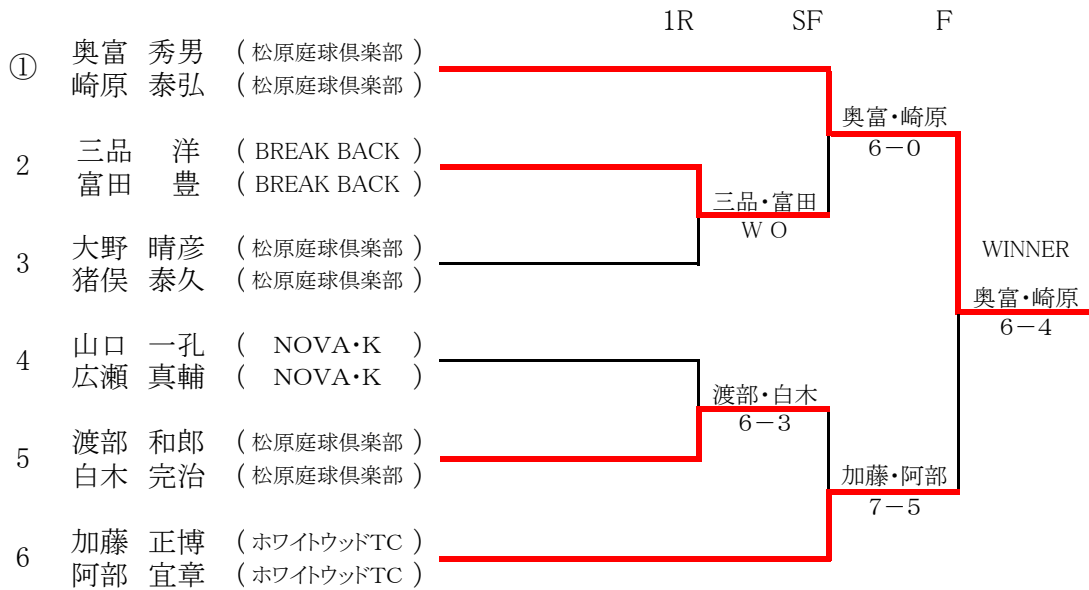 1R SF F
① 奥富 秀男 ( 松原庭球倶楽部 )
崎原 泰弘 ( 松原庭球倶楽部 )
奥富・崎原
6-0
2 三品 洋 ( BREAK BACK )
富田 豊 ( BREAK BACK )
三品・富田
W O
3 大野 晴彦 ( 松原庭球倶楽部 )
猪俣 泰久 ( 松原庭球倶楽部 )
WINNER
奥富・崎原
6-4
4 山口 一孔 ( NOVA・K )
広瀬 真輔 ( NOVA・K )
渡部・白木
6-3
5 渡部 和郎 ( 松原庭球倶楽部 )
白木 完治 ( 松原庭球倶楽部 )
加藤・阿部
7-5
6 加藤 正博 ( ホワイトウッドTC )
阿部 宜章 ( ホワイトウッドTC )